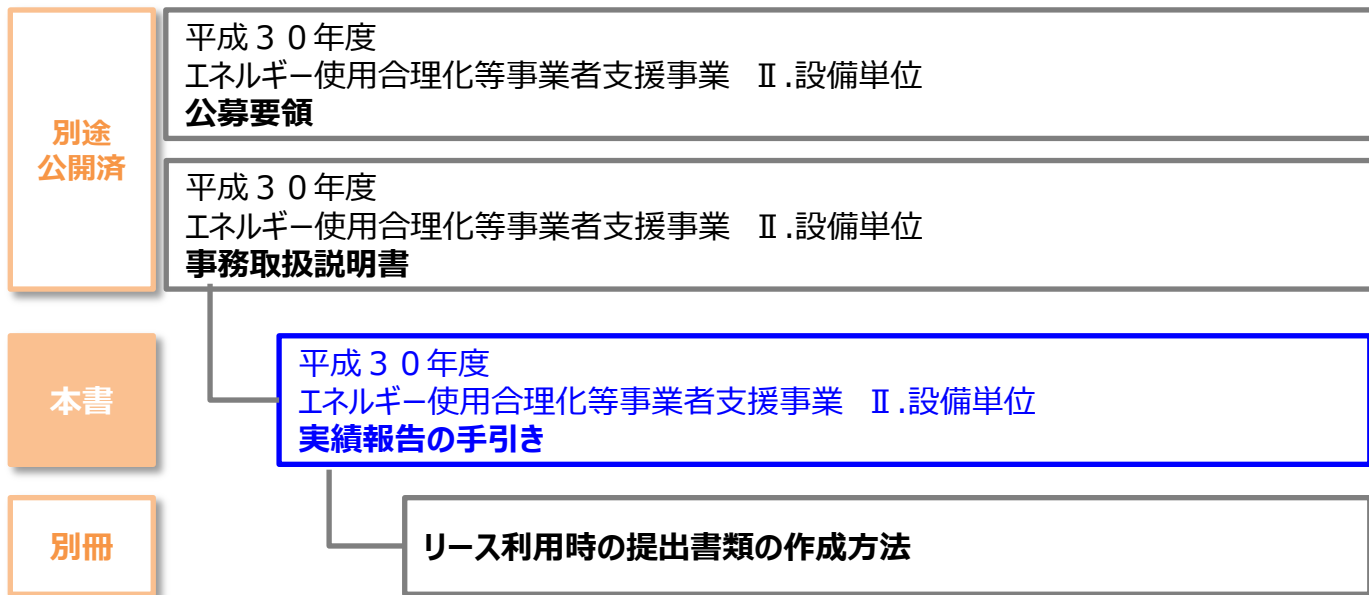 別途
公開済
平成３０年度
エネルギー使用合理化等事業者支援事業　Ⅱ.設備単位
公募要領
平成３０年度
エネルギー使用合理化等事業者支援事業　Ⅱ.設備単位
事務取扱説明書
本書
平成３０年度
エネルギー使用合理化等事業者支援事業　Ⅱ.設備単位
実績報告の手引き
別冊
リース利用時の提出書類の作成方法